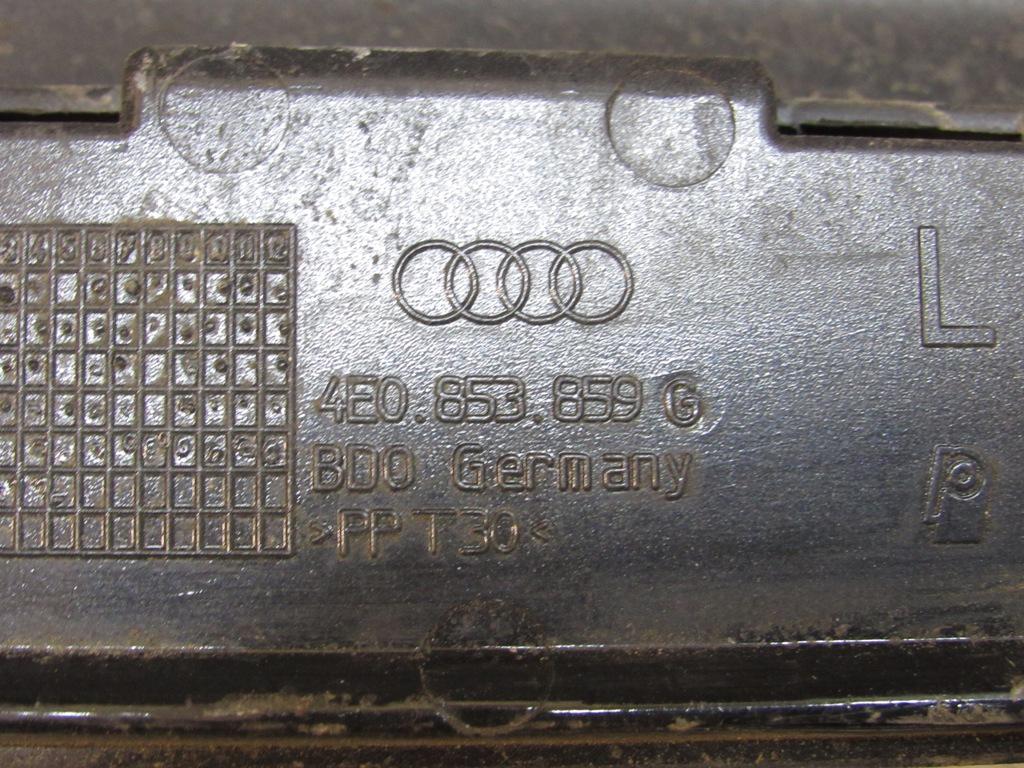 L
4E0.853.859 G
BDO Germany
>PP T30<